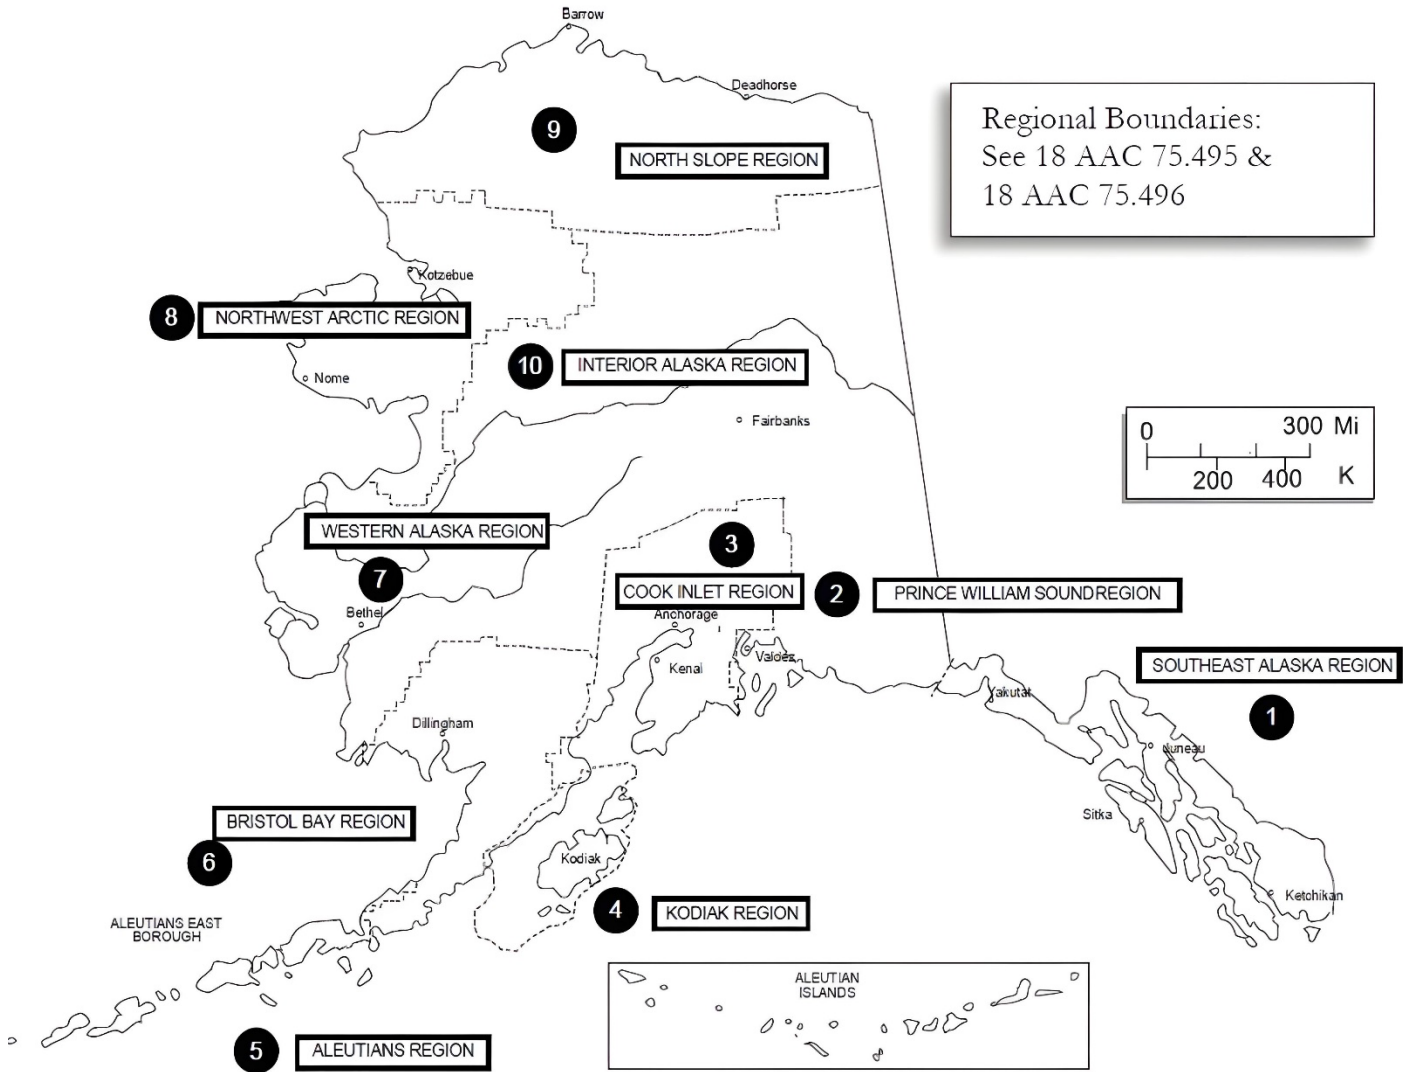 Barrow
Deadhorse
9
NORTH SLOPE REGION
Regional Boundaries:
See 18 AAC 75.495 &
18 AAC 75.496
Kotzebue
8
NORTHWEST ARCTIC REGION
10
INTERIOR ALASKA REGION
Nome
Fairbanks
0
300 Mi
200
400
K
WESTERN ALASKA REGION
3
7
COOK INLET REGION
2
PRINCE WILLIAM SOUNDREGION
Bethel
Anchorage
Kenai
Valdez
SOUTHEAST ALASKA REGION
1
Yakutat
Dillingham
Juneau
Sitka
BRISTOL BAY REGION
6
Kodiak
4
KODIAK REGION
Ketchikan
ALEUTIANS EAST
BOROUGH
ALEUTIAN
ISLANDS
5
ALEUTIANS REGION